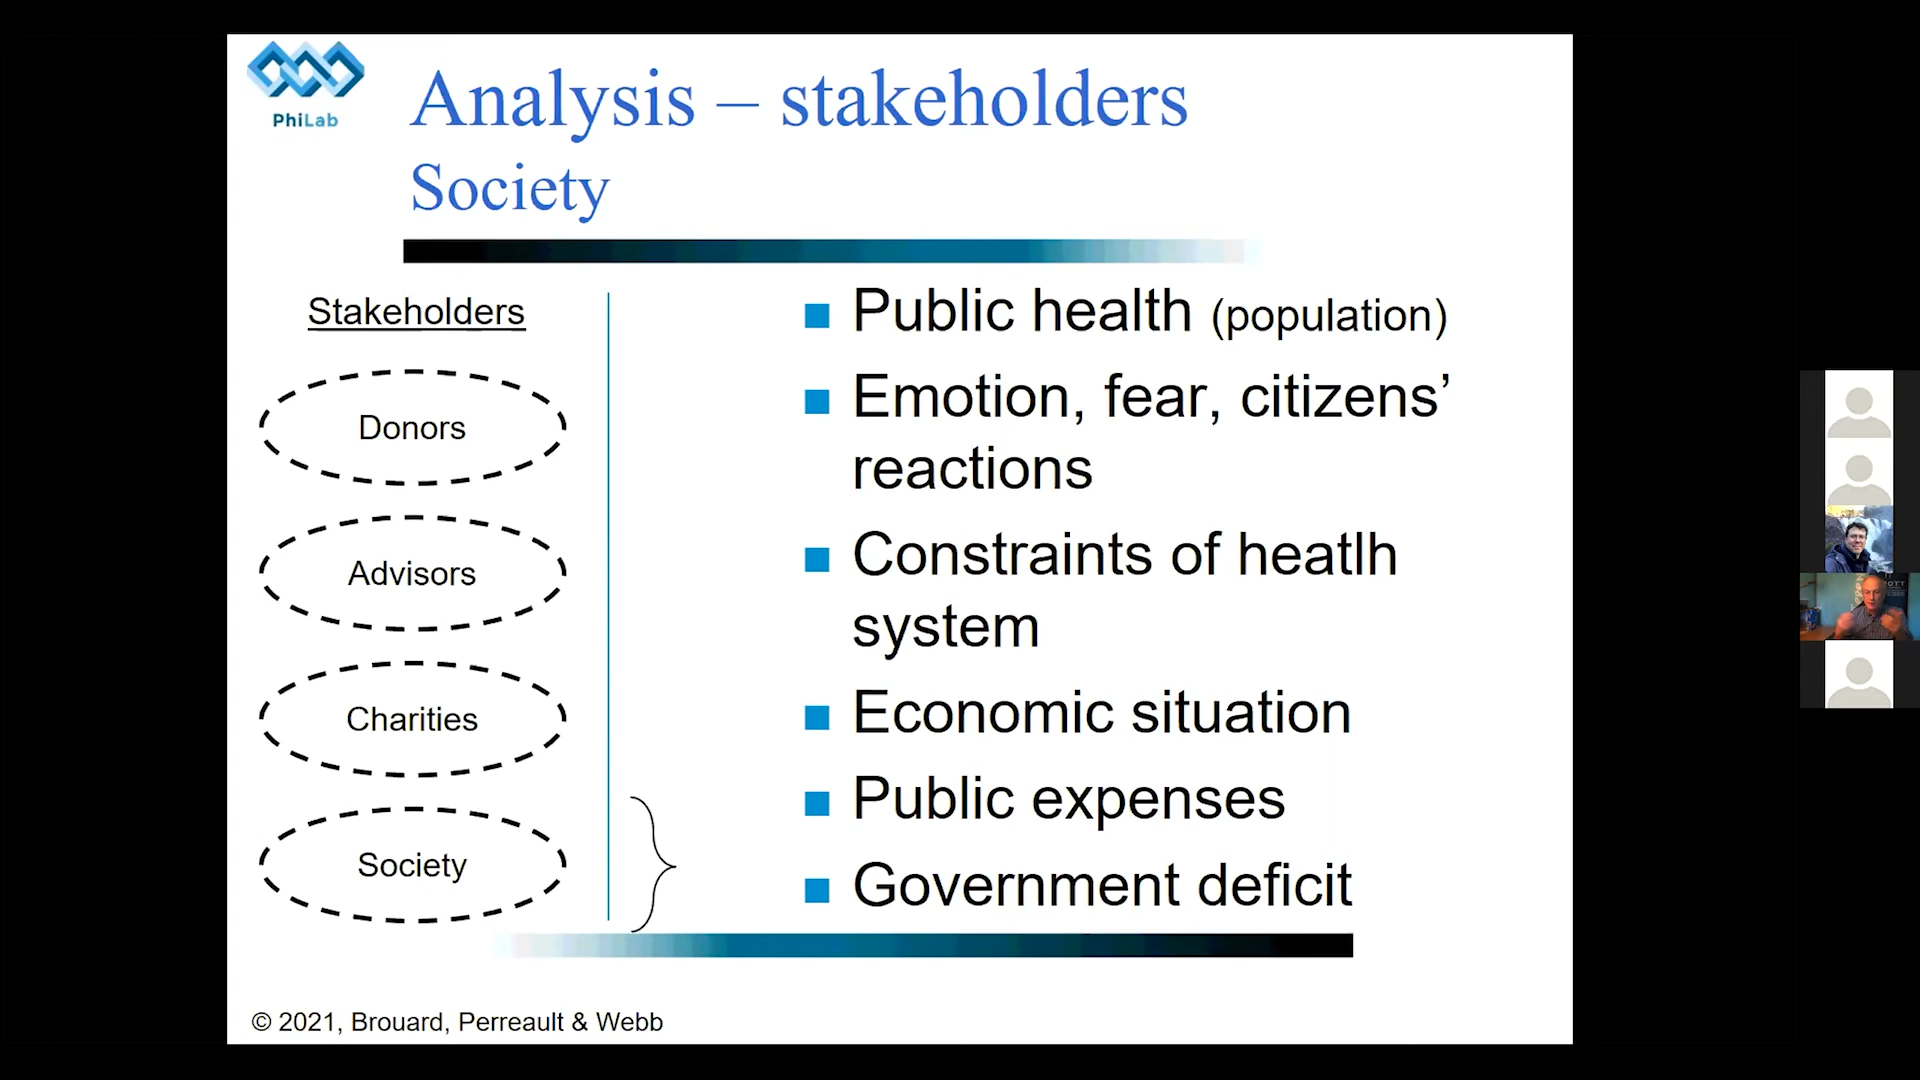 PhiLab
Analysis – stakeholders
Society
Stakeholders
Donors
Advisors
Charities
Society
Public health (population)
Emotion, fear, citizens’
reactions
Constraints of heatlh
system
Economic situation
Public expenses
Government deficit
© 2021, Brouard, Perreault & Webb